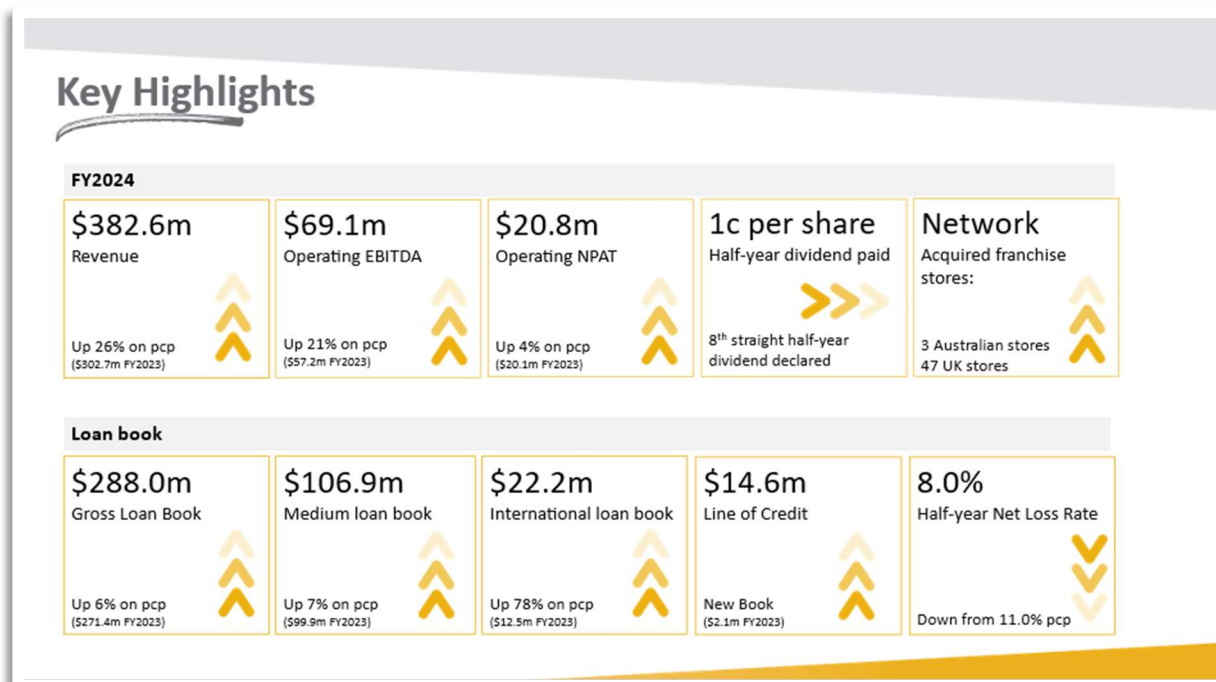 Key Highlights
FY2024
$382.6m
Revenue
Up 26% on pcp
($302.7m FY2023)
$69.1m
Operating EBITDA
Up 21% on pcp
($57.2m FY2023)
$20.8m
Operating NPAT
Up 4% on pcp
($20.1m FY2023)
1c per share
Half-year dividend paid
8th straight half-year
dividend declared
Network
Acquired franchise
stores:
3 Australian stores
47 UK stores
Loan book
$288.0m
Gross Loan Book
Up 6% on pcp
($271.4m FY2023)
$106.9m
Medium loan book
Up 7% on pcp
($99.9m FY2023)
$22.2m
International loan book
Up 78% on pcp
($12.5m FY2023)
$14.6m
Line of Credit
New Book
($2.1m FY2023)
8.0%
Half-year Net Loss Rate
Down from 11.0% pcp